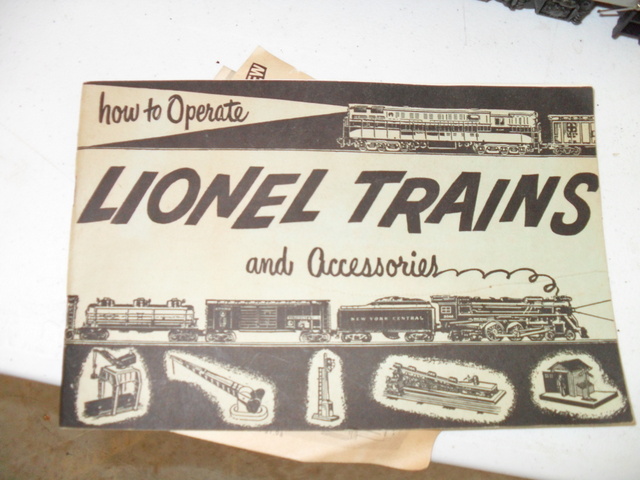 how to Operate
LIONEL TRAINS
and Accessories
NEW YORK CENTRAL